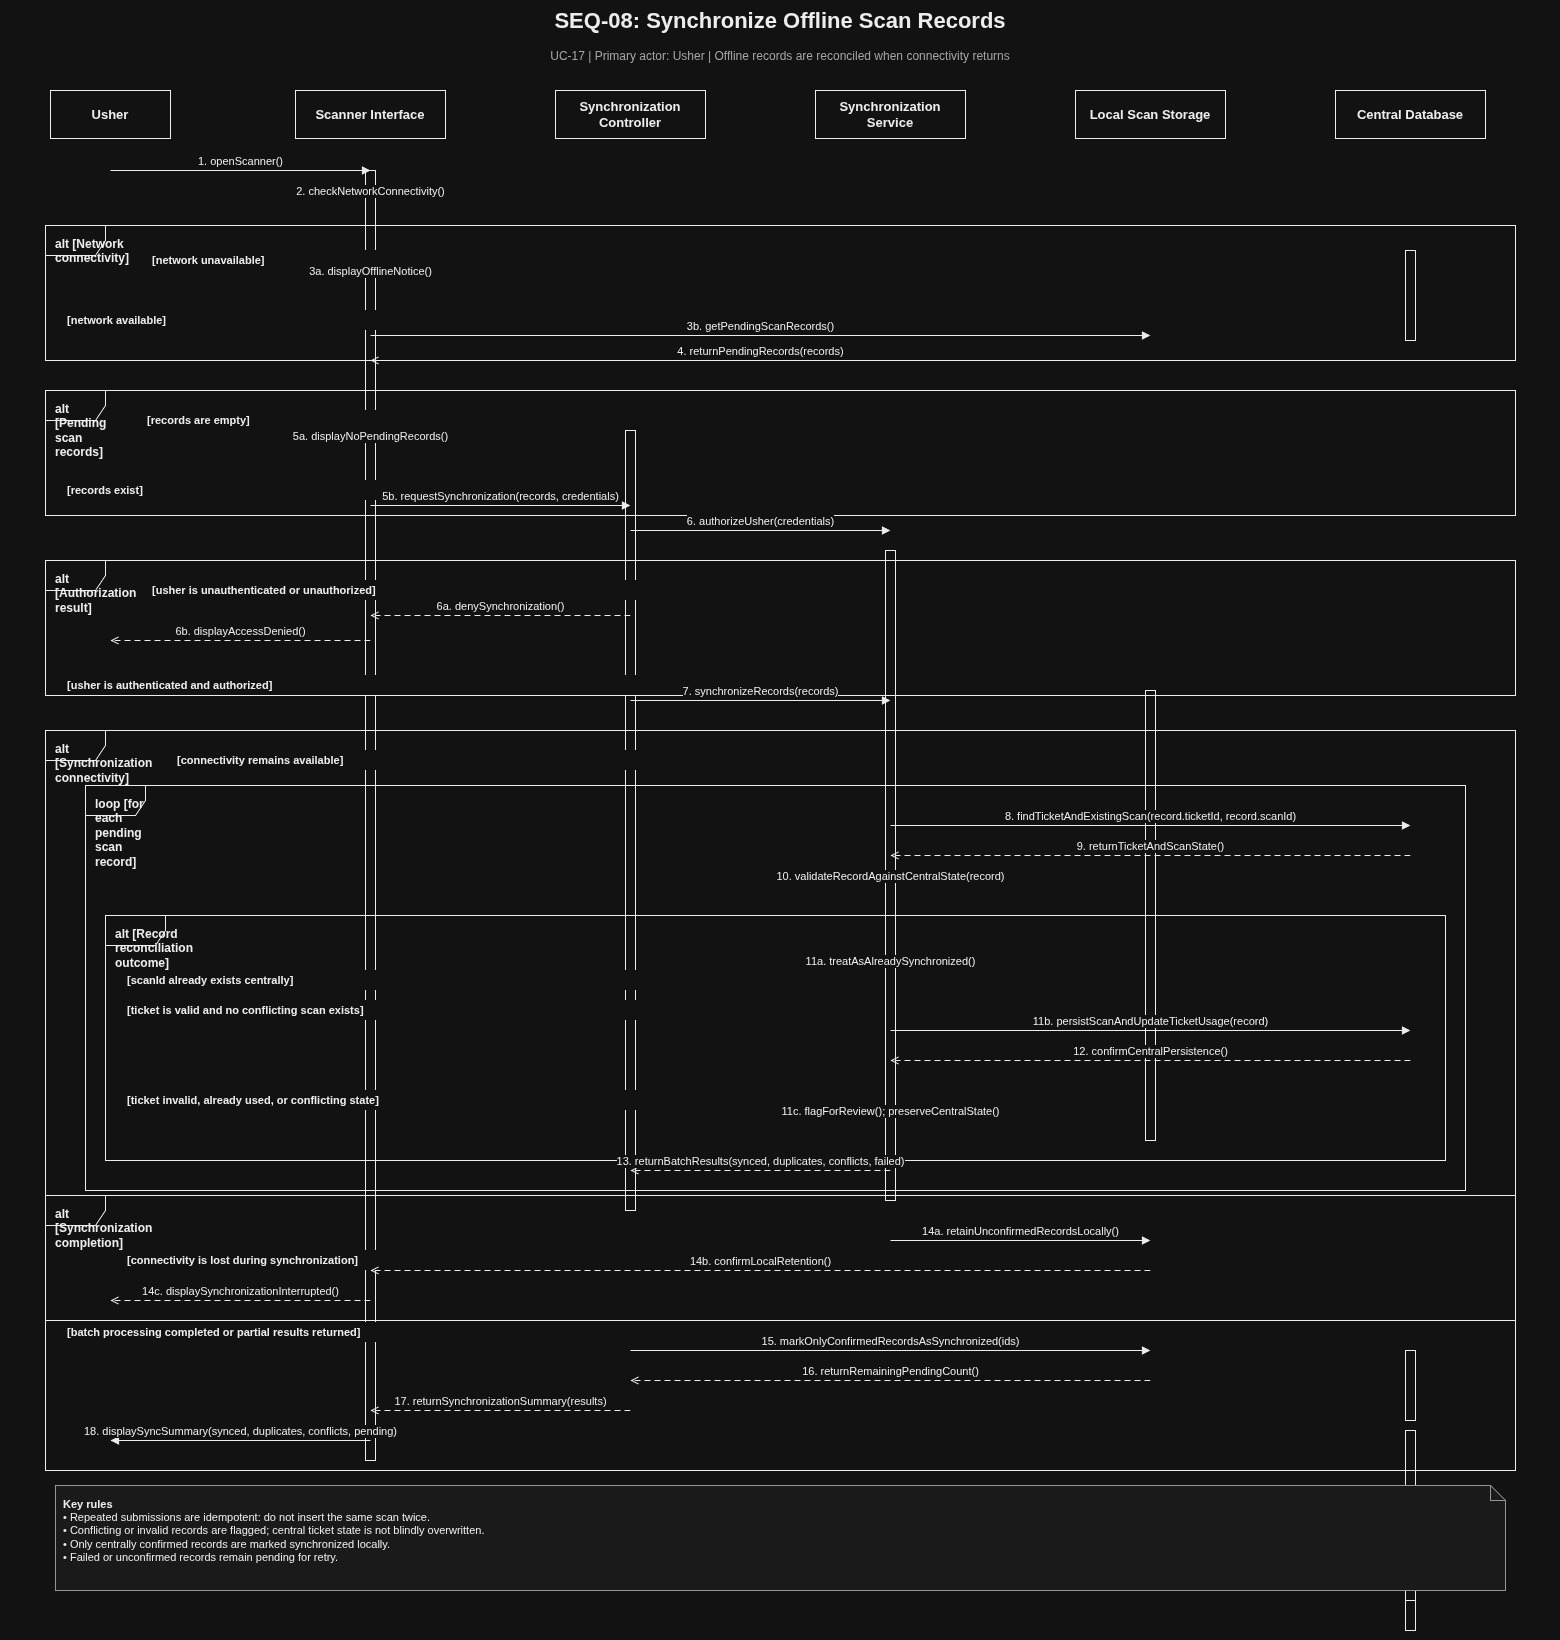 SEQ-08: Synchronize Offline Scan Records
UC-17 | Primary actor: Usher | Offline records are reconciled when connectivity returns
Usher
Scanner Interface
Synchronization
Controller
Synchronization
Service
Local Scan Storage
Central Database
1. openScanner()
2. checkNetworkConnectivity()
alt [Network
connectivity]
[network unavailable]
3a. displayOfflineNotice()
[network available]
3b. getPendingScanRecords()
4. returnPendingRecords(records)
alt
[Pending
scan
records]
[records are empty]
5a. displayNoPendingRecords()
[records exist]
5b. requestSynchronization(records, credentials)
6. authorizeUsher(credentials)
alt
[Authorization
result]
[usher is unauthenticated or unauthorized]
6a. denySynchronization()
6b. displayAccessDenied()
[usher is authenticated and authorized]
7. synchronizeRecords(records)
alt
[Synchronization
connectivity]
[connectivity remains available]
loop [for
each
pending
scan
record]
8. findTicketAndExistingScan(record.ticketId, record.scanId)
9. returnTicketAndScanState()
10. validateRecordAgainstCentralState(record)
alt [Record
reconciliation
outcome]
11a. treatAsAlreadySynchronized()
[scanId already exists centrally]
[ticket is valid and no conflicting scan exists]
11b. persistScanAndUpdateTicketUsage(record)
12. confirmCentralPersistence()
[ticket invalid, already used, or conflicting state]
11c. flagForReview(); preserveCentralState()
13. returnBatchResults(synced, duplicates, conflicts, failed)
alt
[Synchronization
completion]
14a. retainUnconfirmedRecordsLocally()
[connectivity is lost during synchronization]
14b. confirmLocalRetention()
14c. displaySynchronizationInterrupted()
[batch processing completed or partial results returned]
15. markOnlyConfirmedRecordsAsSynchronized(ids)
16. returnRemainingPendingCount()
17. returnSynchronizationSummary(results)
18. displaySyncSummary(synced, duplicates, conflicts, pending)
Key rules
• Repeated submissions are idempotent: do not insert the same scan twice.
• Conflicting or invalid records are flagged; central ticket state is not blindly overwritten.
• Only centrally confirmed records are marked synchronized locally.
• Failed or unconfirmed records remain pending for retry.